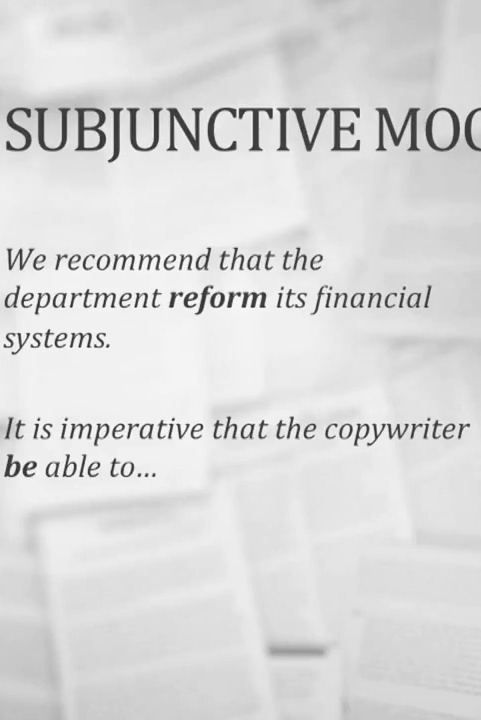 SUBJUNCTIVE MOO
We recommend that the
department reform its financial
systems.
It is imperative that the copywriter
be able to...